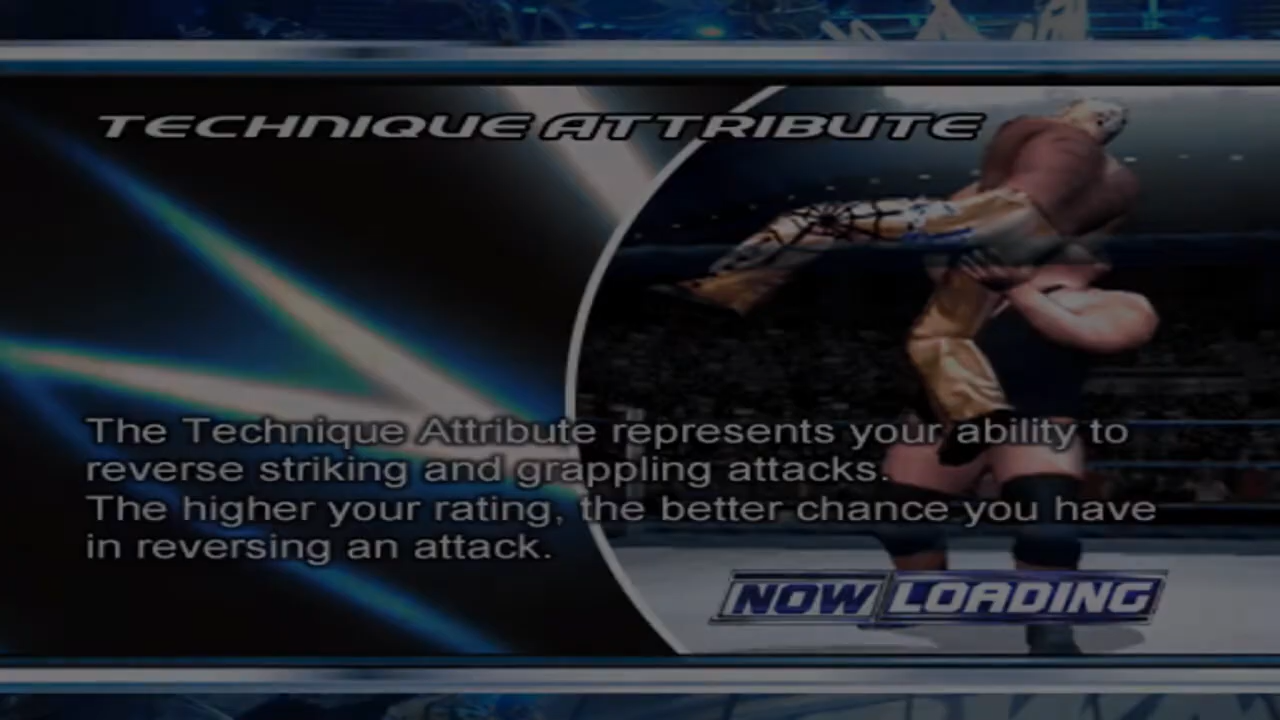 TECHNIQUE ATTRIBUTE
The Technique Attribute represents your ability to
reverse striking and grappling attacks.
The higher your rating, the better chance you have
in reversing an attack.
NOW LOADING